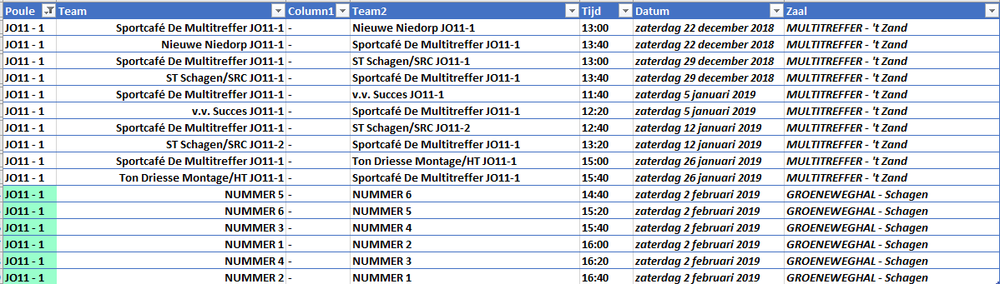 Poule Team Column1 Team2 Tijd Datum Zaal
JO11 - 1 Sportcafé De Multitreffer JO11-1 - Nieuwe Niedorp JO11-1 13:00 zaterdag 22 december 2018 MULTITREFFER - 't Zand
JO11 - 1 Nieuwe Niedorp JO11-1 - Sportcafé De Multitreffer JO11-1 13:40 zaterdag 22 december 2018 MULTITREFFER - 't Zand
JO11 - 1 Sportcafé De Multitreffer JO11-1 - ST Schagen/SRC JO11-1 13:00 zaterdag 29 december 2018 MULTITREFFER - 't Zand
JO11 - 1 ST Schagen/SRC JO11-1 - Sportcafé De Multitreffer JO11-1 13:40 zaterdag 29 december 2018 MULTITREFFER - 't Zand
JO11 - 1 Sportcafé De Multitreffer JO11-1 - v.v. Succes JO11-1 11:40 zaterdag 5 januari 2019 MULTITREFFER - 't Zand
JO11 - 1 v.v. Succes JO11-1 - Sportcafé De Multitreffer JO11-1 12:20 zaterdag 5 januari 2019 MULTITREFFER - 't Zand
JO11 - 1 Sportcafé De Multitreffer JO11-1 - ST Schagen/SRC JO11-2 12:40 zaterdag 12 januari 2019 MULTITREFFER - 't Zand
JO11 - 1 ST Schagen/SRC JO11-2 - Sportcafé De Multitreffer JO11-1 13:20 zaterdag 12 januari 2019 MULTITREFFER - 't Zand
JO11 - 1 Sportcafé De Multitreffer JO11-1 - Ton Driesse Montage/HT JO11-1 15:00 zaterdag 26 januari 2019 MULTITREFFER - 't Zand
JO11 - 1 Ton Driesse Montage/HT JO11-1 - Sportcafé De Multitreffer JO11-1 15:40 zaterdag 26 januari 2019 MULTITREFFER - 't Zand
JO11 - 1 NUMMER 5 - NUMMER 6 14:40 zaterdag 2 februari 2019 GROENEWEGHAL - Schagen
JO11 - 1 NUMMER 6 - NUMMER 5 15:20 zaterdag 2 februari 2019 GROENEWEGHAL - Schagen
JO11 - 1 NUMMER 3 - NUMMER 4 15:40 zaterdag 2 februari 2019 GROENEWEGHAL - Schagen
JO11 - 1 NUMMER 1 - NUMMER 2 16:00 zaterdag 2 februari 2019 GROENEWEGHAL - Schagen
JO11 - 1 NUMMER 4 - NUMMER 3 16:20 zaterdag 2 februari 2019 GROENEWEGHAL - Schagen
JO11 - 1 NUMMER 2 - NUMMER 1 16:40 zaterdag 2 februari 2019 GROENEWEGHAL - Schagen